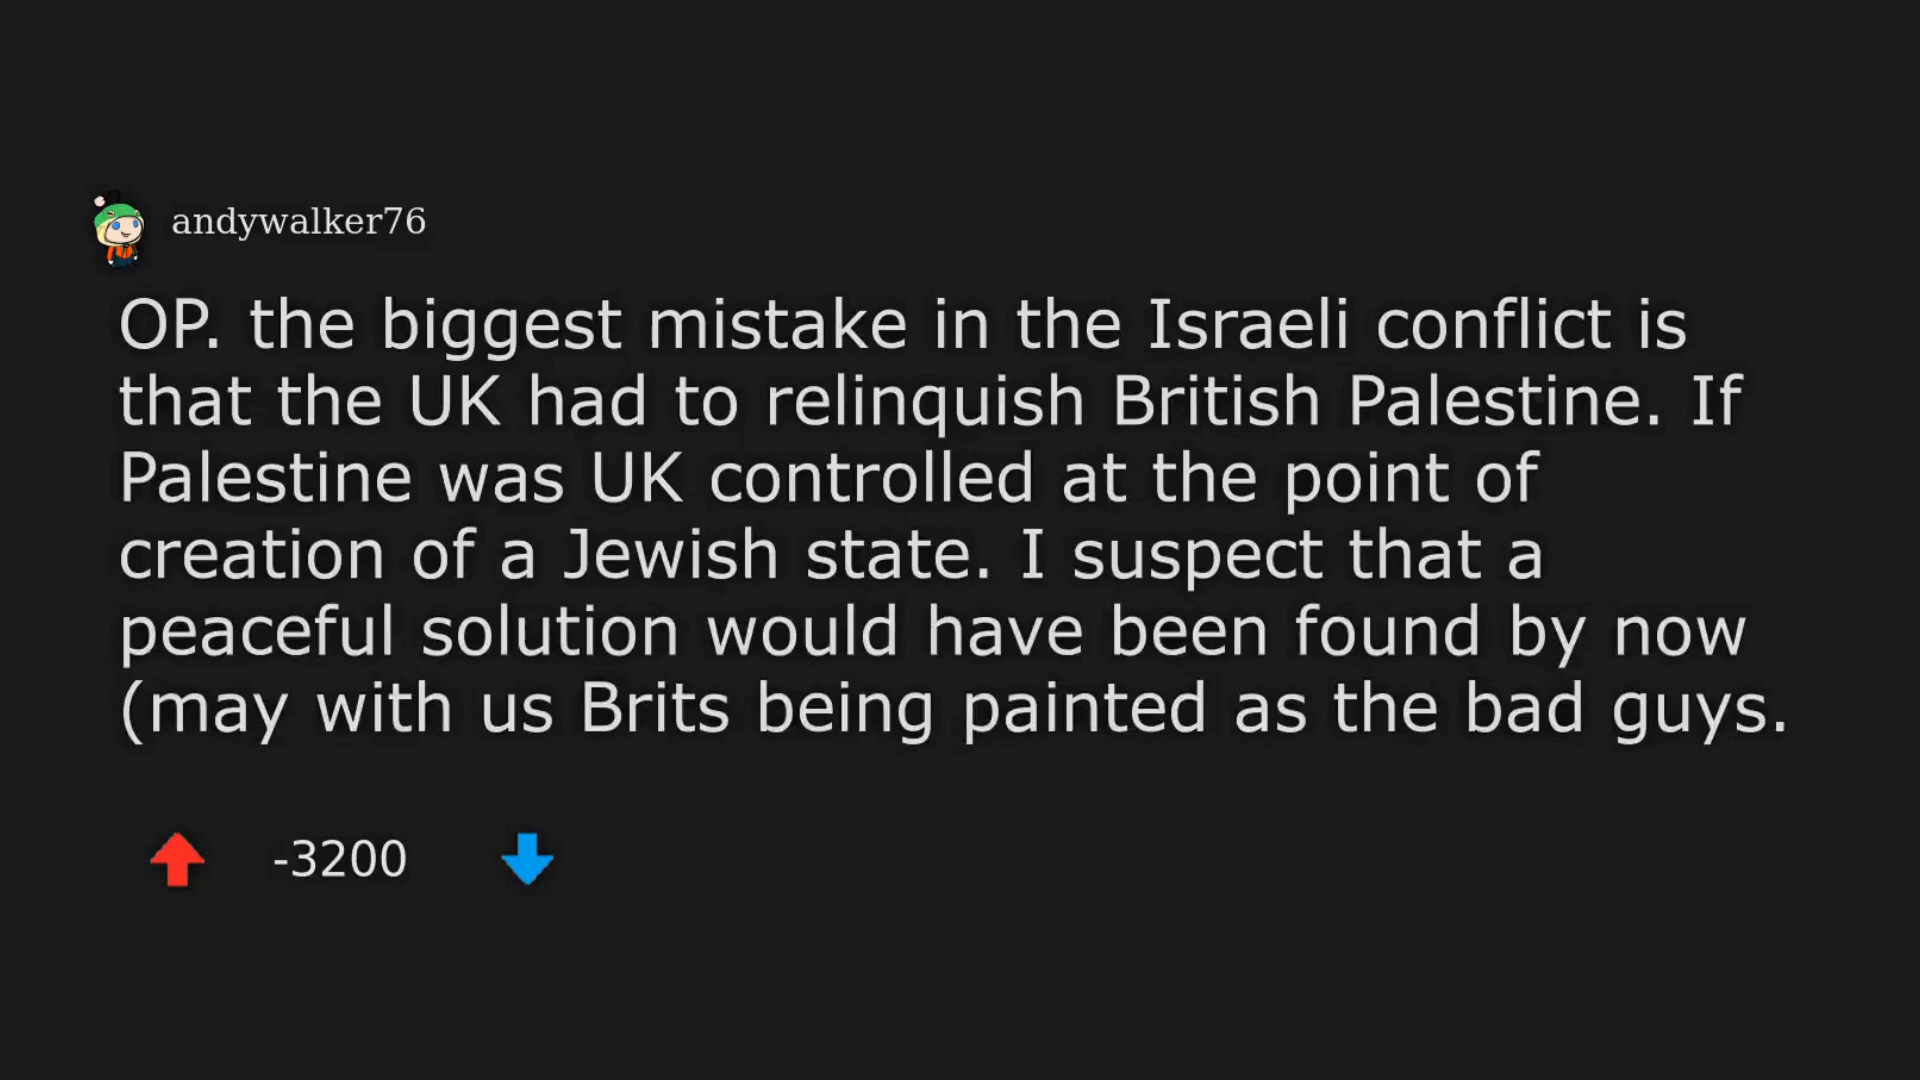 andywalker76
OP. the biggest mistake in the Israeli conflict is
that the UK had to relinquish British Palestine. If
Palestine was UK controlled at the point of
creation of a Jewish state. I suspect that a
peaceful solution would have been found by now
(may with us Brits being painted as the bad guys.
-3200